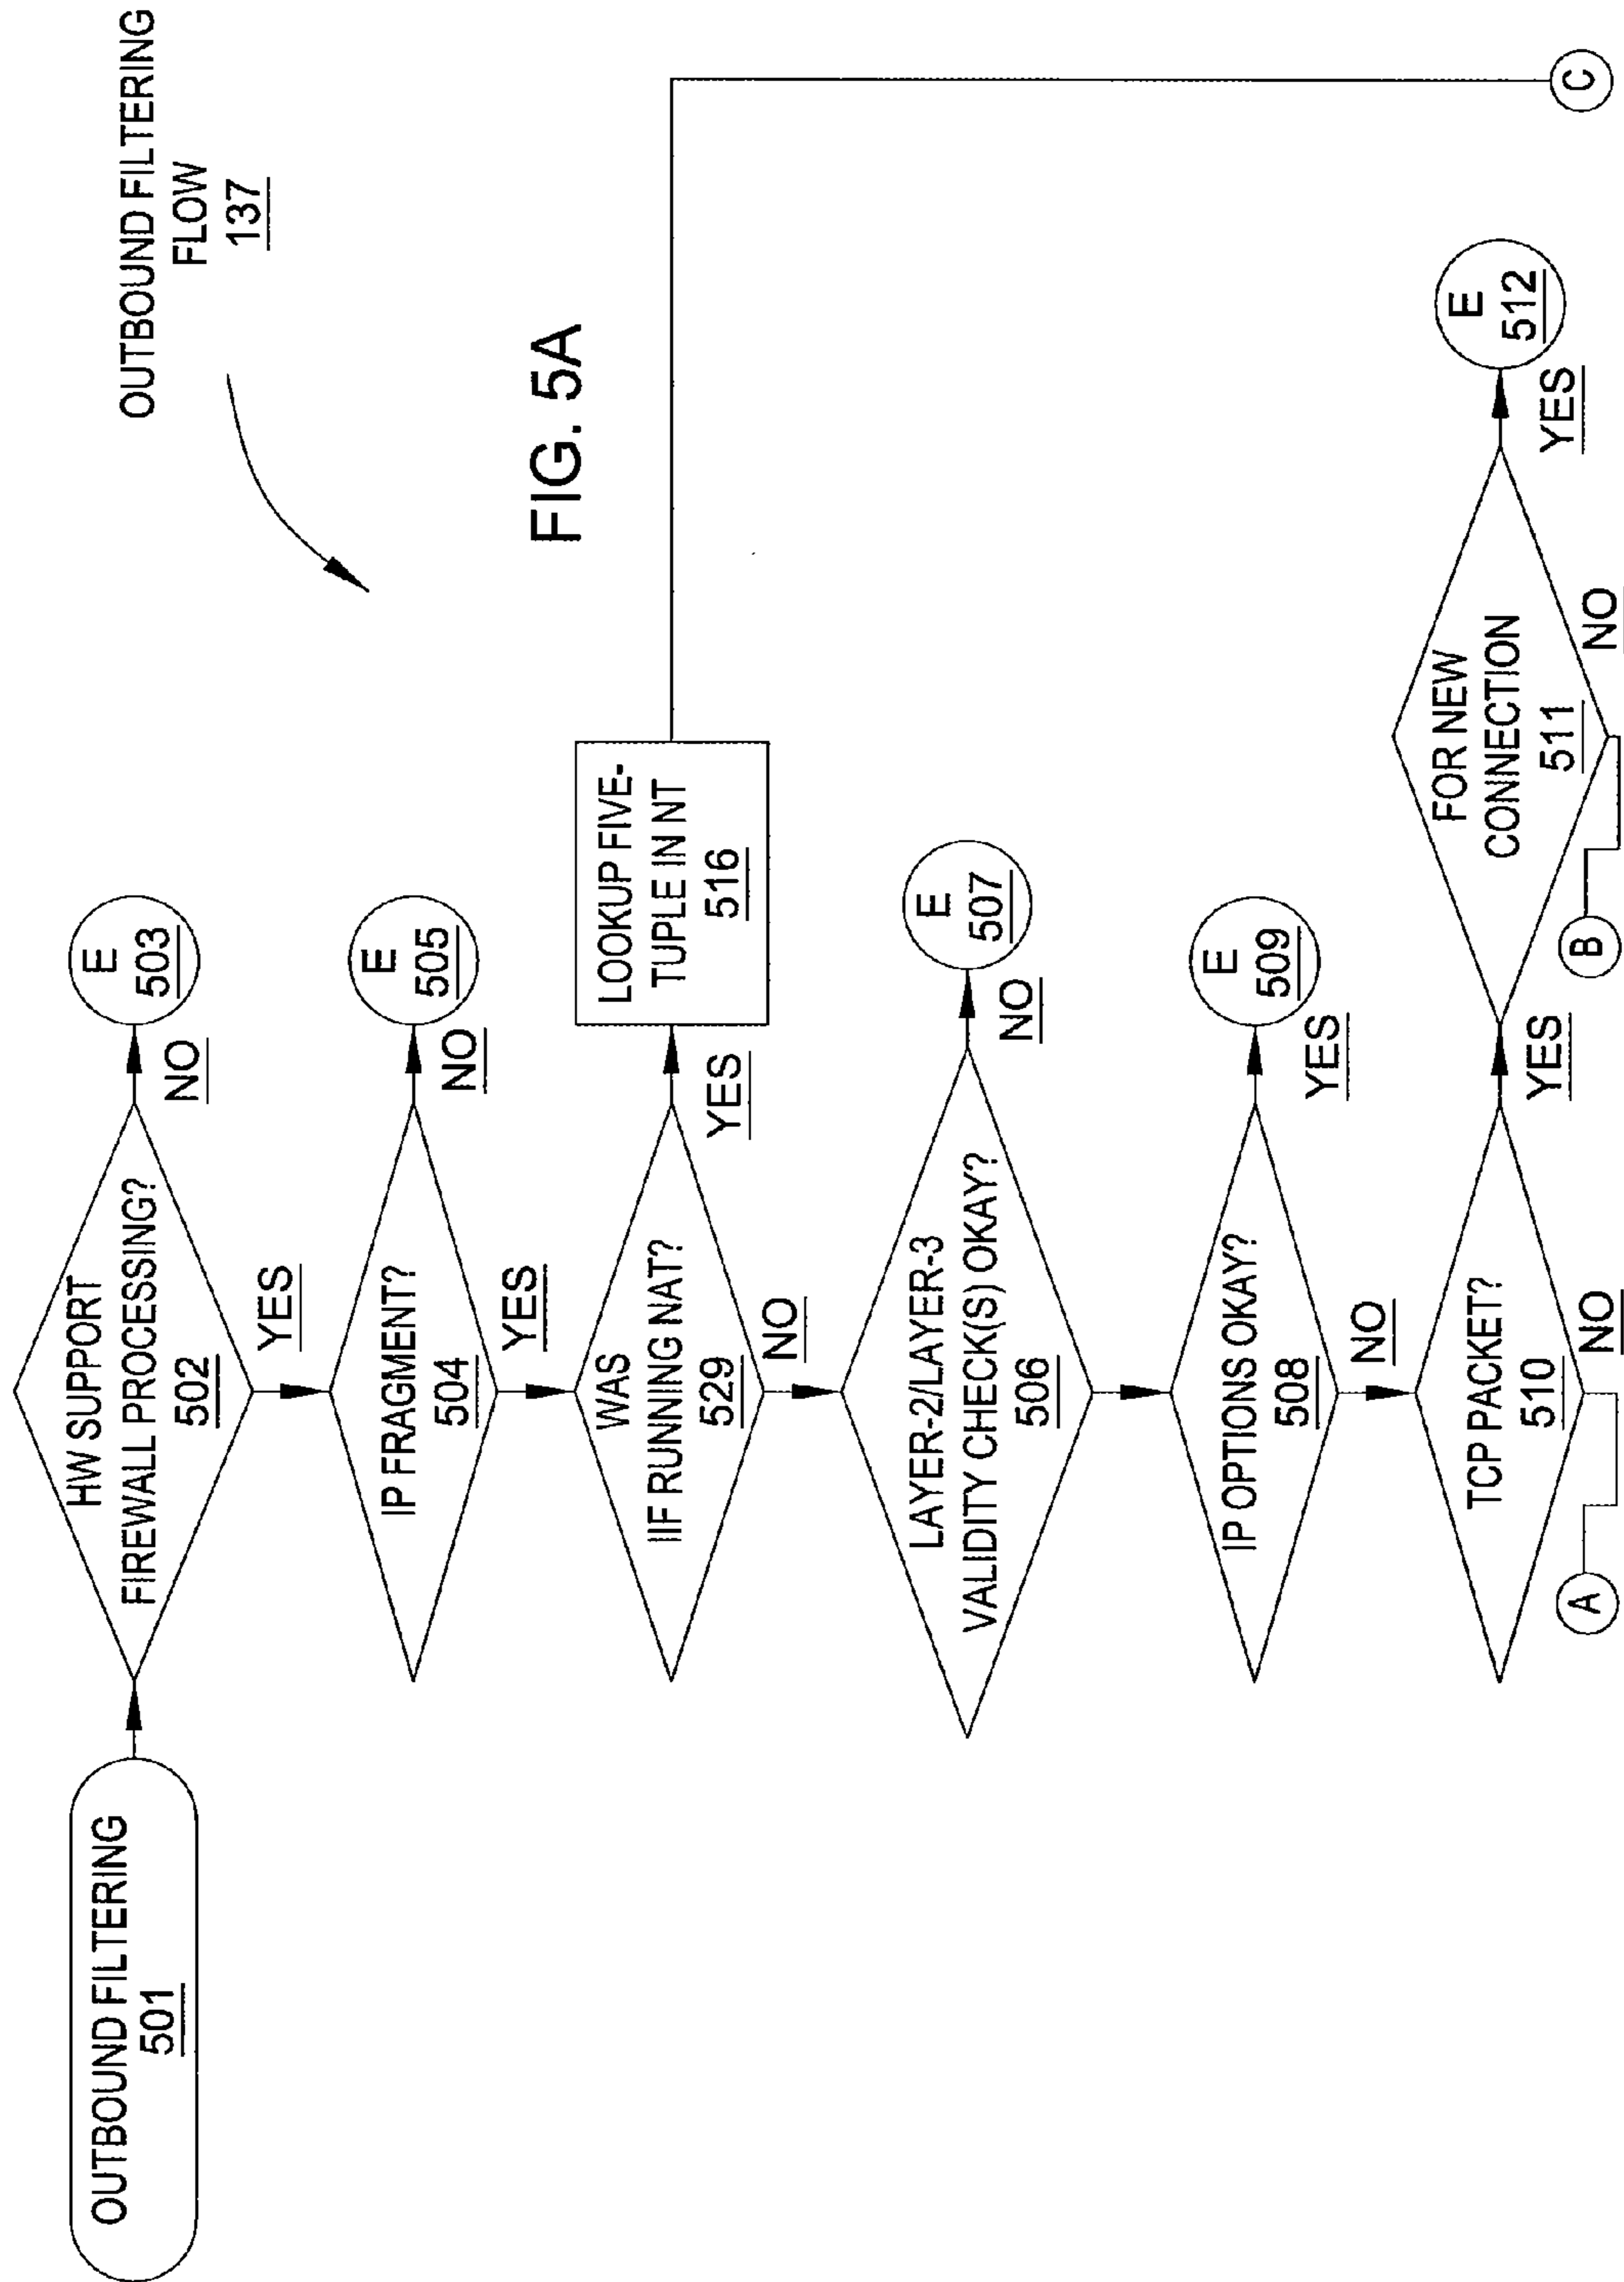 OUTBOUND FILTERING
FLOW
137
FIG. 5A
OUTBOUND FILTERING
501
HW SUPPORT
FIREWALL PROCESSING?
502
NO
E
503
YES
IP FRAGMENT?
504
NO
E
505
YES
WAS
IIF RUNNING NAT?
529
YES
LOOKUP FIVE-
TUPLE IN NT
516
C
NO
LAYER-2/LAYER-3
VALIDITY CHECK(S) OKAY?
506
NO
E
507
IP OPTIONS OKAY?
508
YES
E
509
NO
TCP PACKET?
510
YES
NO
A
FOR NEW
CONNECTION
511
YES
E
512
NO
B